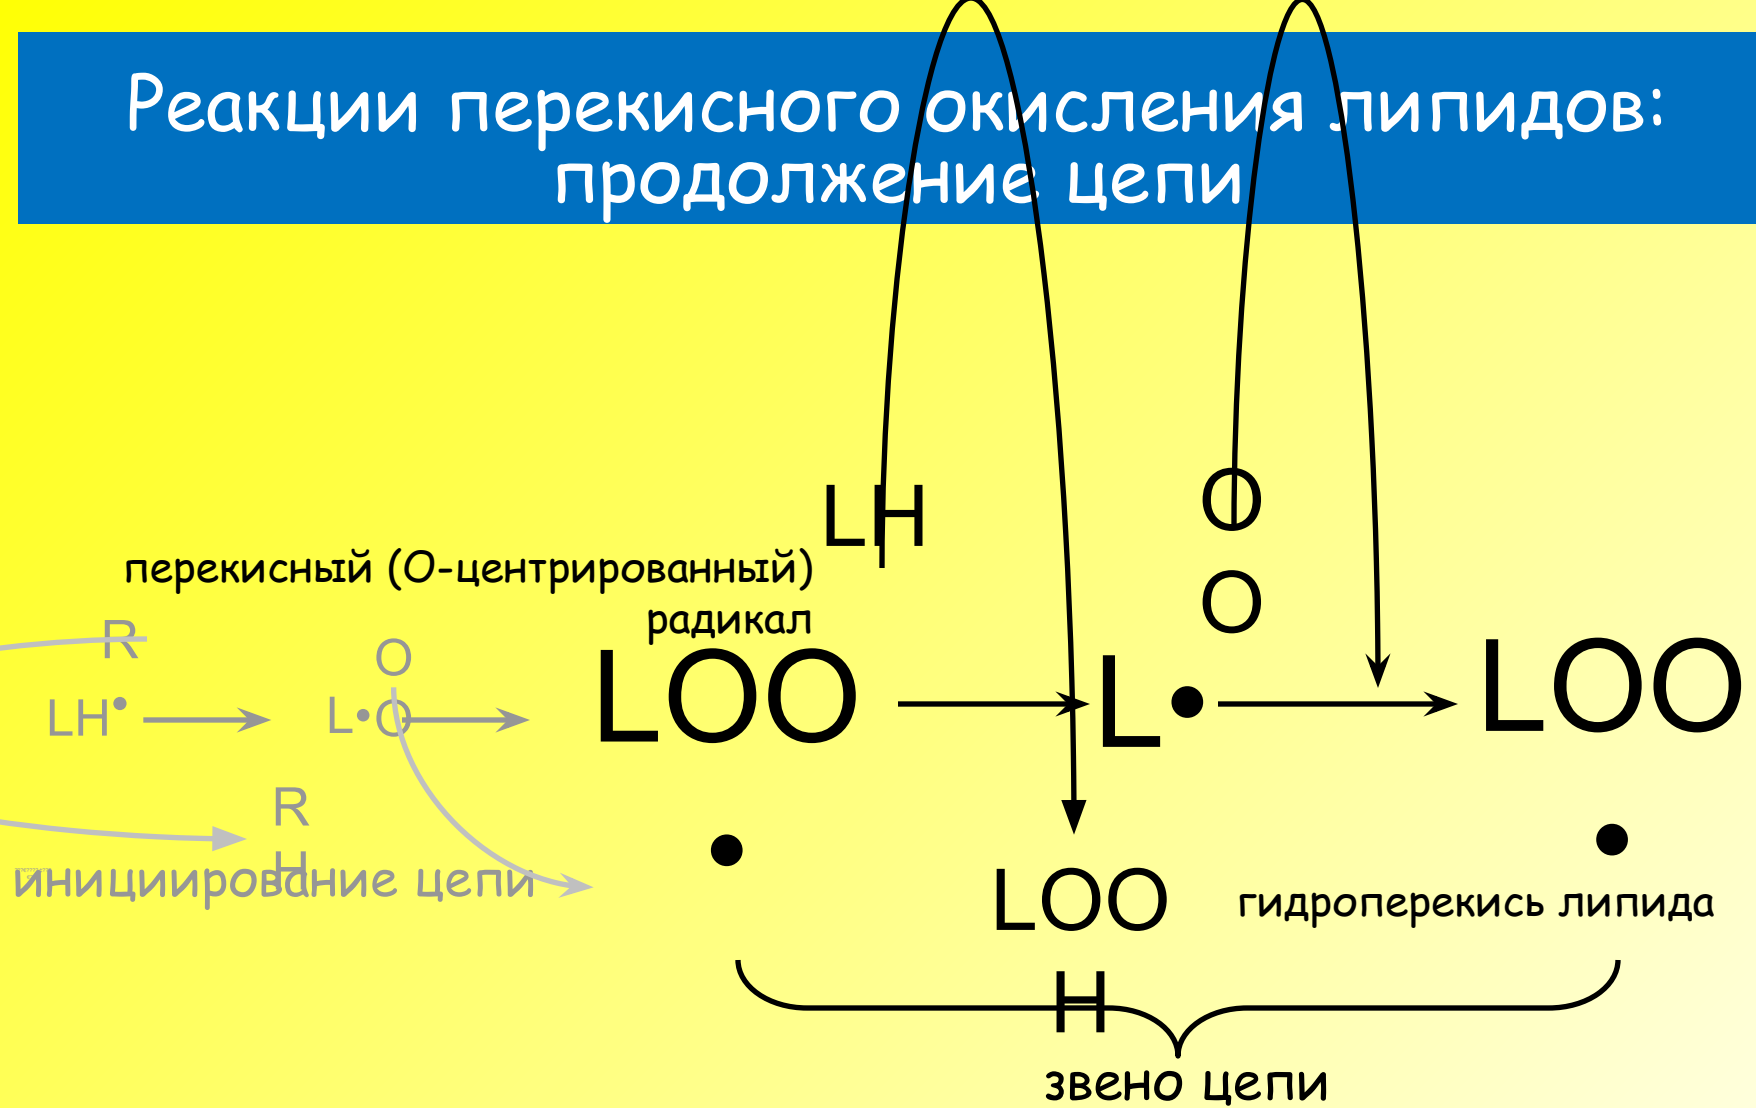 Реакции перекисного окисления липидов:
продолжение цепи
LH
O
O
перекисный (О-центрированный)
радикал
R
LH•
O
L•O
LOO
•
L•
LOO
•
R
H
инициирование цепи
LOO
H
гидроперекись липида
звено цепи